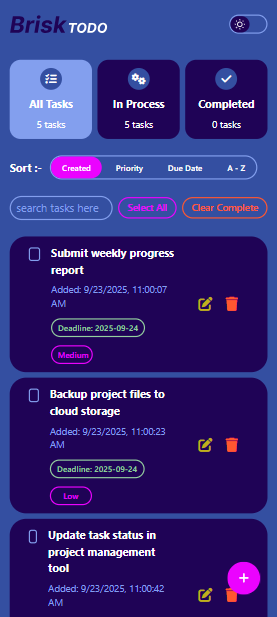 Brisk TODO
All Tasks
5 tasks
In Process
5 tasks
Completed
0 tasks
Sort :- Created Priority Due Date A - Z
search tasks here Select All Clear Complete
Submit weekly progress
report
Added: 9/23/2025, 11:00:07
AM
Deadline: 2025-09-24
Medium
Backup project files to
cloud storage
Added: 9/23/2025, 11:00:23
AM
Deadline: 2025-09-24
Low
Update task status in
project management
tool
Added: 9/23/2025, 11:00:42
AM
+